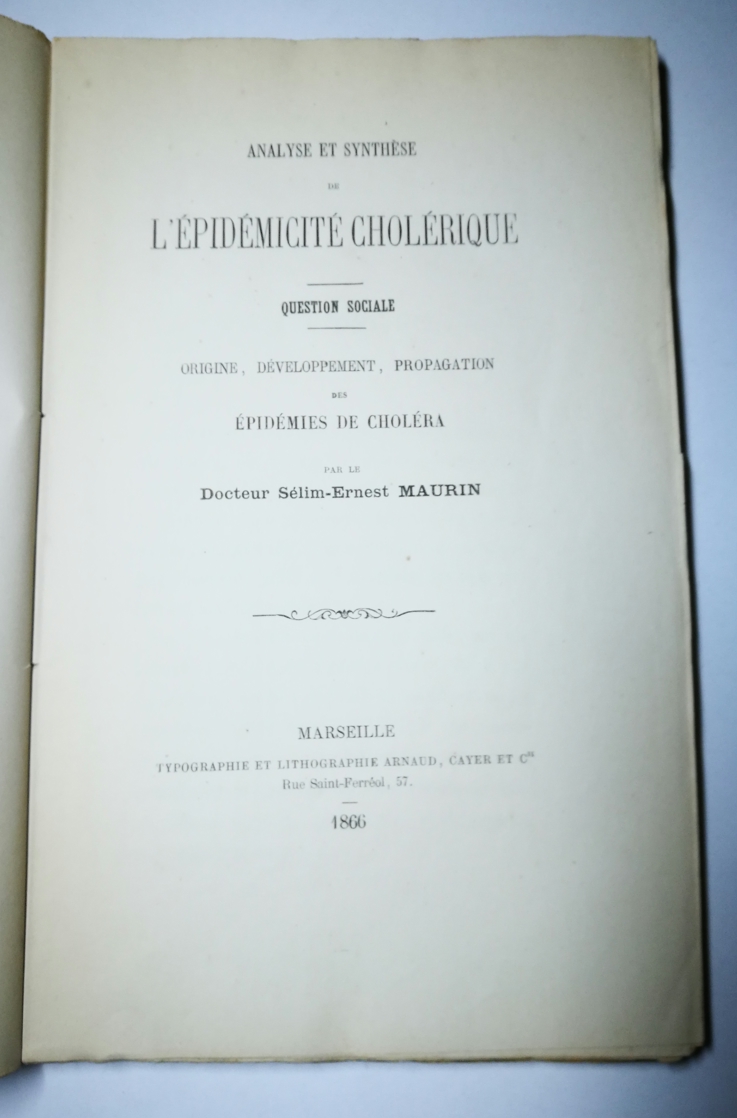 ANALYSE ET SYNTHÈSE
DE
L'ÉPIDÉMICITÉ CHOLÉRIQUE
QUESTION SOCIALE
ORIGINE, DÉVELOPPEMENT, PROPAGATION
DES
ÉPIDÉMIES DE CHOLÉRA
PAR LE
Docteur Sélim-Ernest MAURIN
MARSEILLE
TYPOGRAPHIE ET LITHOGRAPHIE ARNAUD, CAYER ET Cie
Rue Saint-Ferréol, 57.
1866